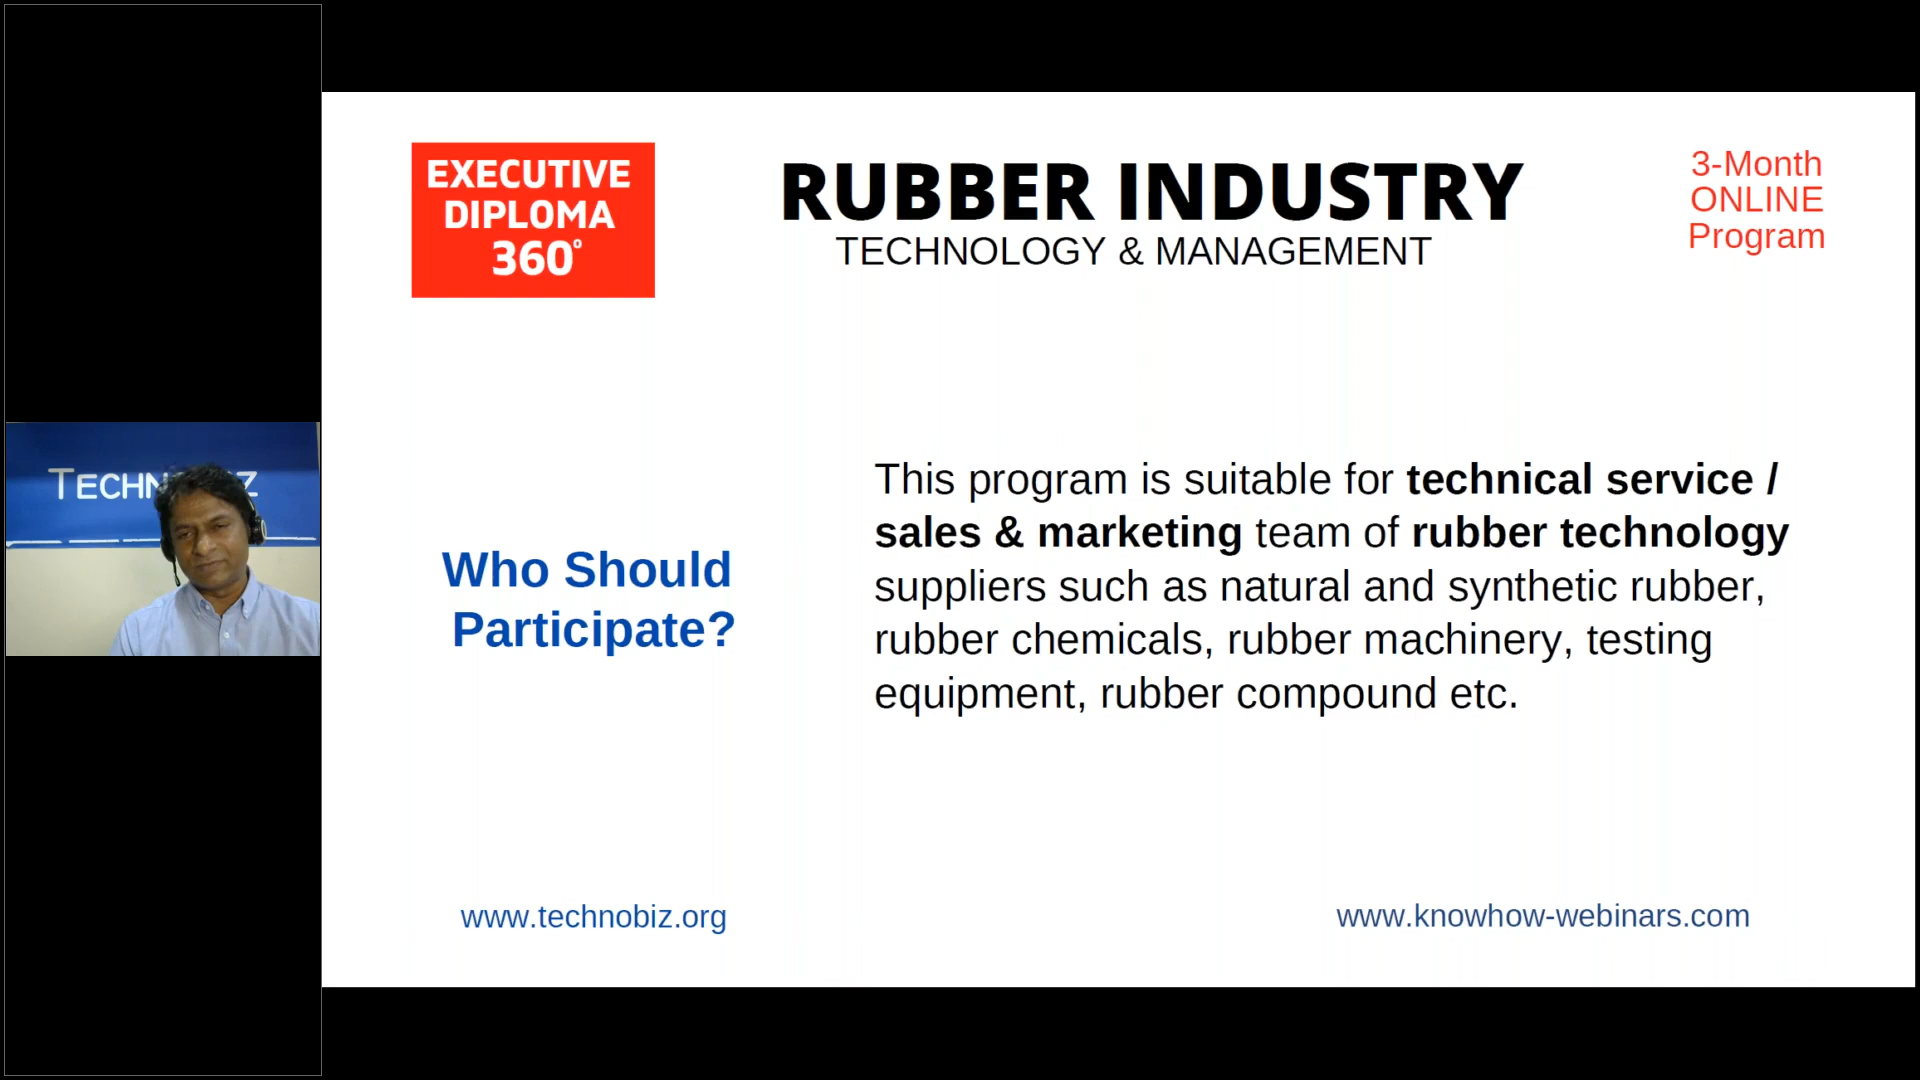 EXECUTIVE
DIPLOMA
360°
RUBBER INDUSTRY
TECHNOLOGY & MANAGEMENT
3-Month
ONLINE
Program
Who Should
Participate?
This program is suitable for technical service /
sales & marketing team of rubber technology
suppliers such as natural and synthetic rubber,
rubber chemicals, rubber machinery, testing
equipment, rubber compound etc.
www.technobiz.org
www.knowhow-webinars.com